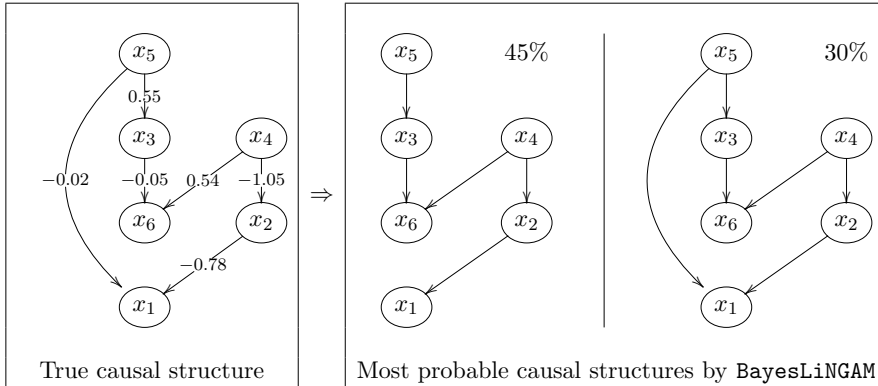 x5
0.55
x3
x4
−0.02
−0.05
0.54
−1.05
x6
x2
−0.78
x1
True causal structure
⇒
x5
45%
x3
x4
x6
x2
x1
x5
30%
x3
x4
x6
x2
x1
Most probable causal structures by BayesLiNGAM